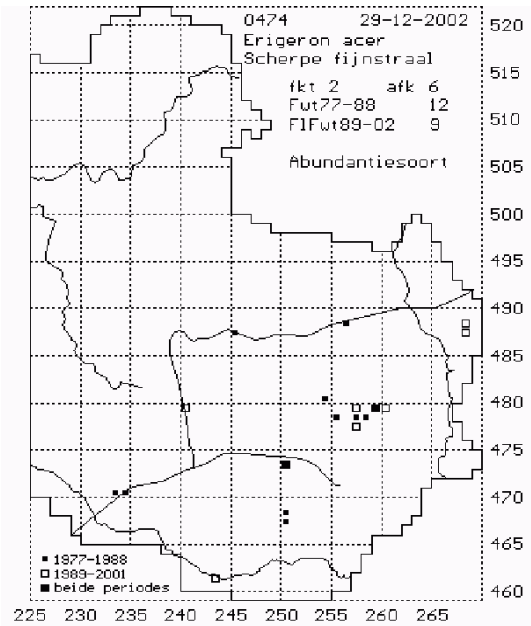 0474 29-12-2002
Erigeron acer
Scherpe fijnstraal
fkt 2 afk 6
Fwt77-88 12
FlFwt89-02 9
Abundantiesoort
520
515
510
505
500
495
490
485
480
475
470
465
460
1977-1988
1989-2001
beide periodes
225 230 235 240 245 250 255 260 265